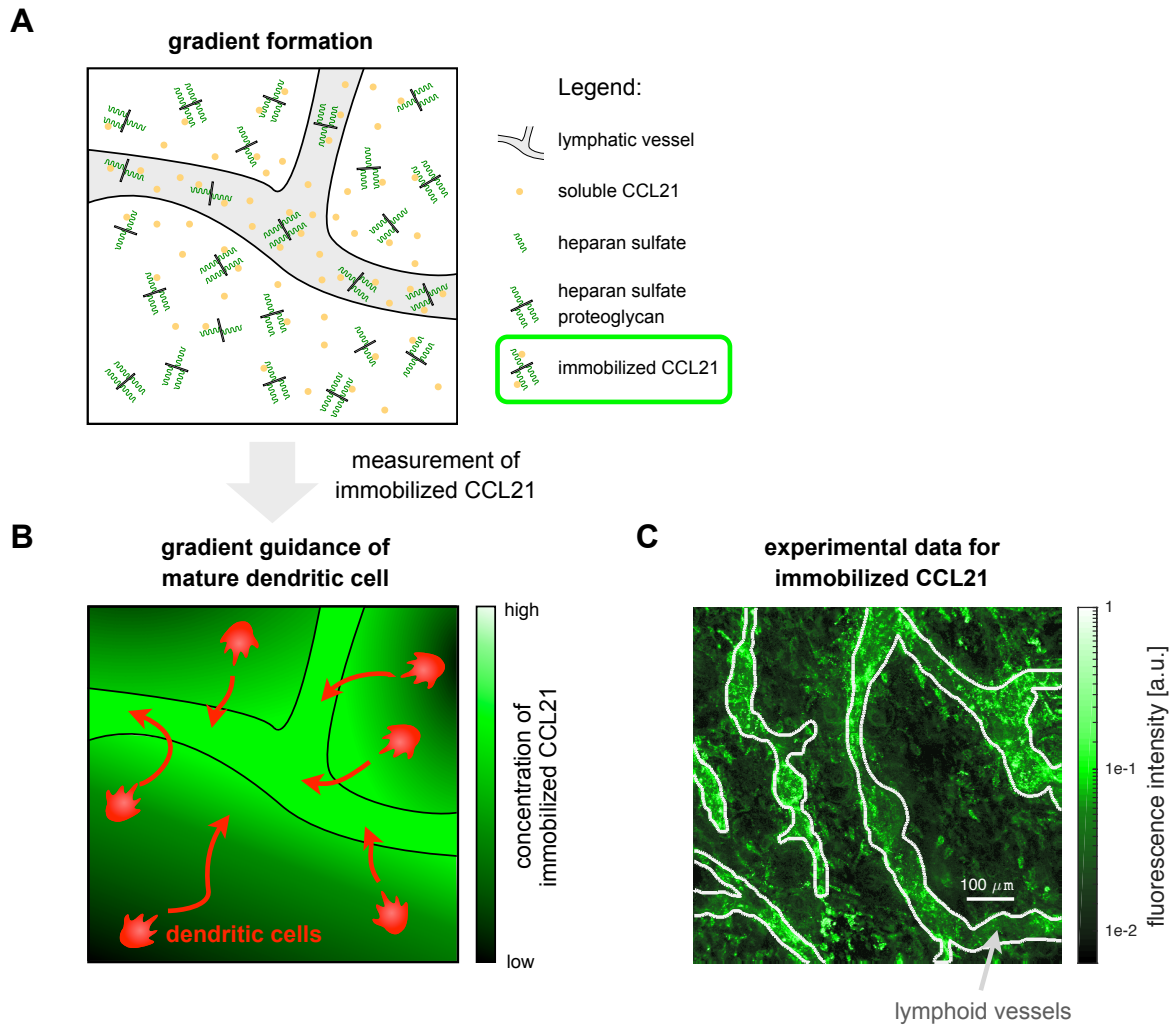 A
gradient formation
Legend:
lymphatic vessel
soluble CCL21
heparan sulfate
heparan sulfate
proteoglycan
immobilized CCL21
measurement of
immobilized CCL21
B
gradient guidance of
mature dendritic cell
high
concentration of
immobilized CCL21
low
dendritic cells
C
experimental data for
immobilized CCL21
1
1e-1
1e-2
fluorescence intensity [a.u.]
100 μm
lymphoid vessels